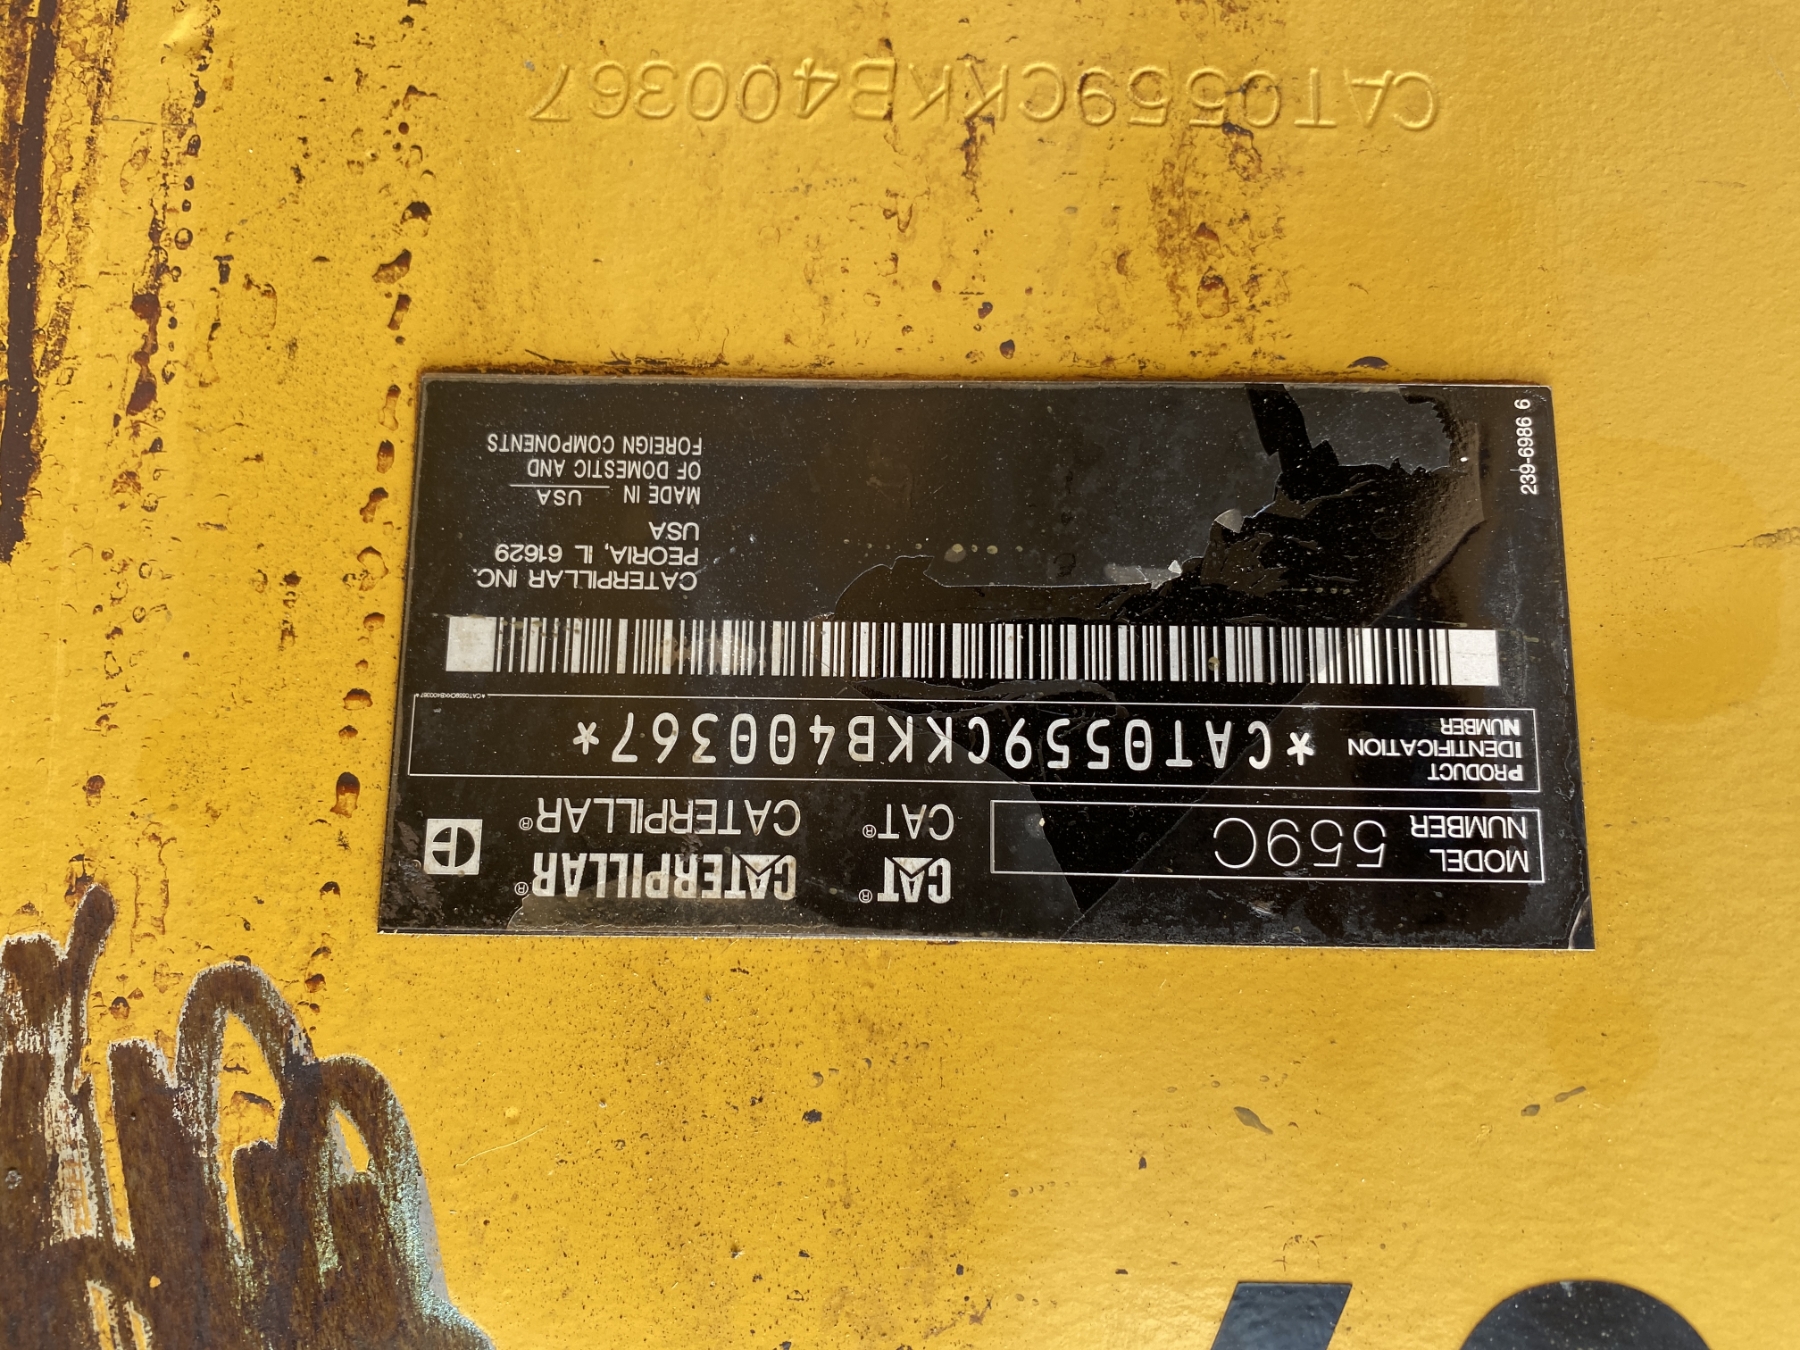 MODEL NUMBER 559C
CAT® CATERPILLAR®
CAT® CATERPILLAR®
PRODUCT IDENTIFICATION NUMBER *CAT0559CKKB400367*
*CAT0559CKKB400367*
CATERPILLAR INC.
PEORIA, IL 61629
USA
MADE IN USA
OF DOMESTIC AND
FOREIGN COMPONENTS
239-6986 6
CAT0559CKKB400367